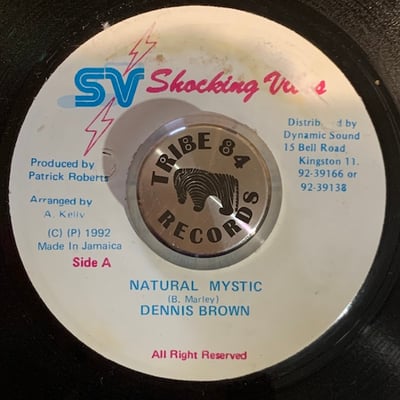 SV Shocking
Produced by
Patrick Roberts
Arranged by
A. Kelly
(C) (P) 1992
Made In Jamaica
Side A
Distributed by
Dynamic Sound
15 Bell Road,
Kingston 11.
92-39166 or
92-39138
TRIBE 84
RECORDS
NATURAL MYSTIC
(B. Marley)
DENNIS BROWN
All Right Reserved